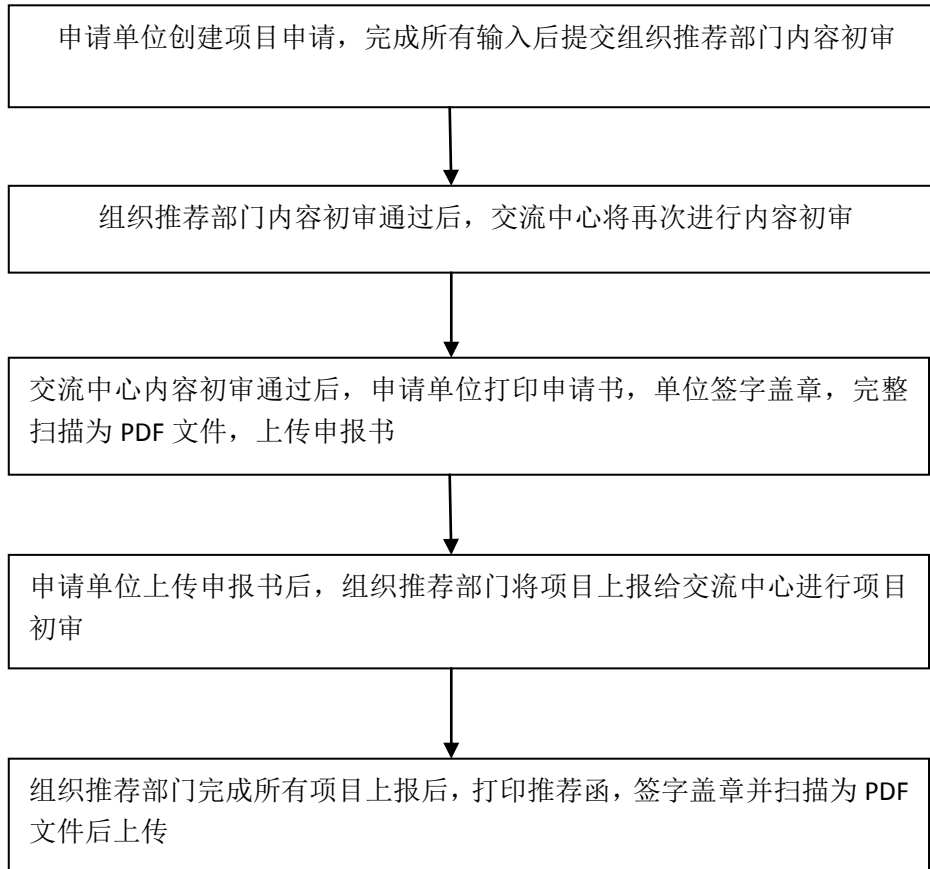 申请单位创建项目申请，完成所有输入后提交组织推荐部门内容初审
组织推荐部门内容初审通过后，交流中心将再次进行内容初审
交流中心内容初审通过后，申请单位打印申请书，单位签字盖章，完整
扫描为 PDF 文件，上传申报书
申请单位上传申报书后，组织推荐部门将项目上报给交流中心进行项目
初审
组织推荐部门完成所有项目上报后，打印推荐函，签字盖章并扫描为 PDF
文件后上传